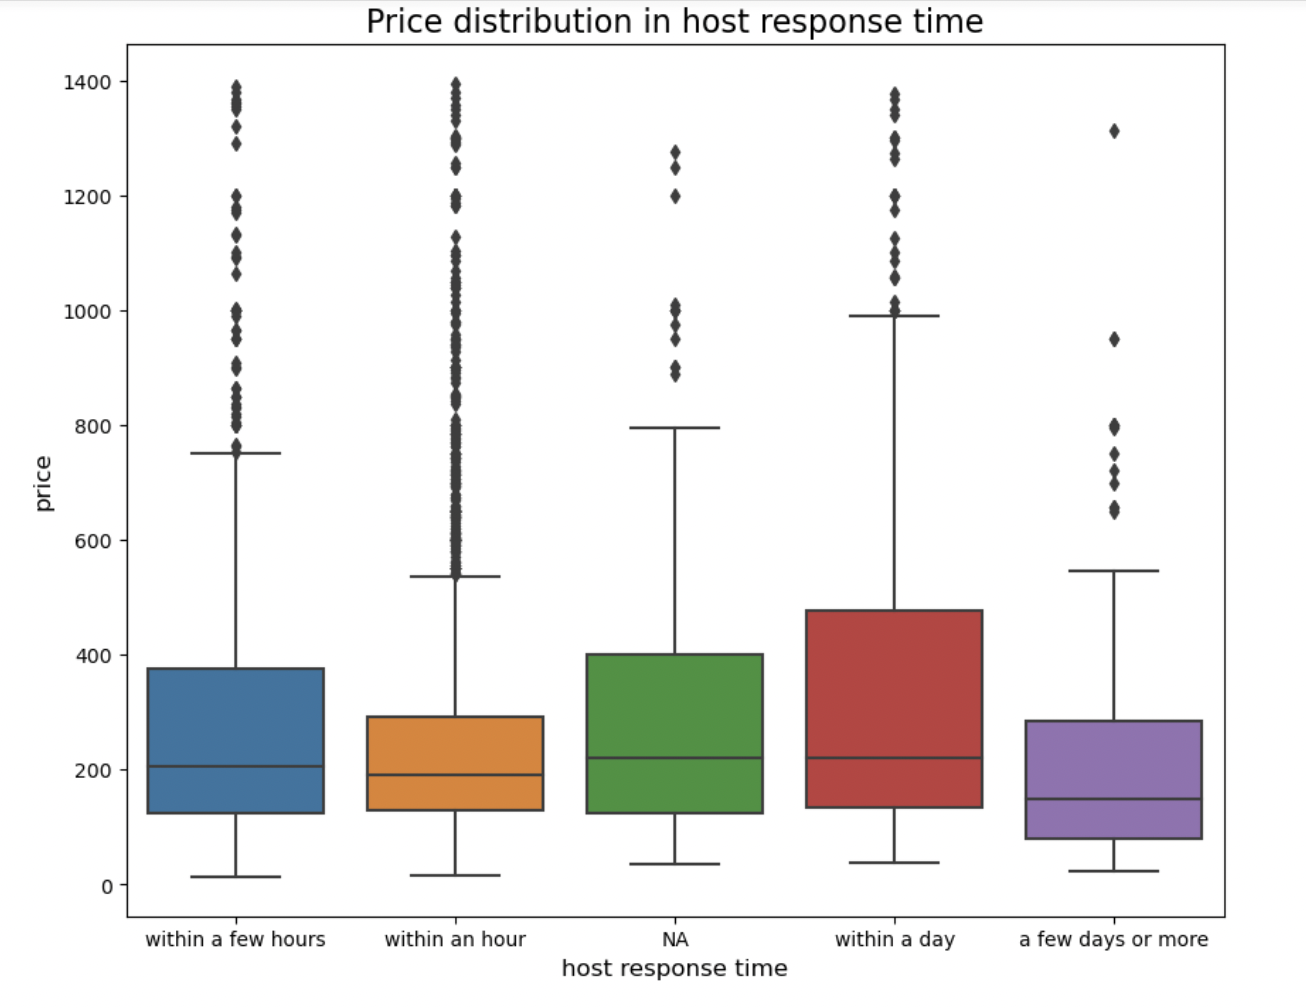 Price distribution in host response time
1400
1200
1000
800
600
400
200
0
price
within a few hours within an hour NA within a day a few days or more
host response time